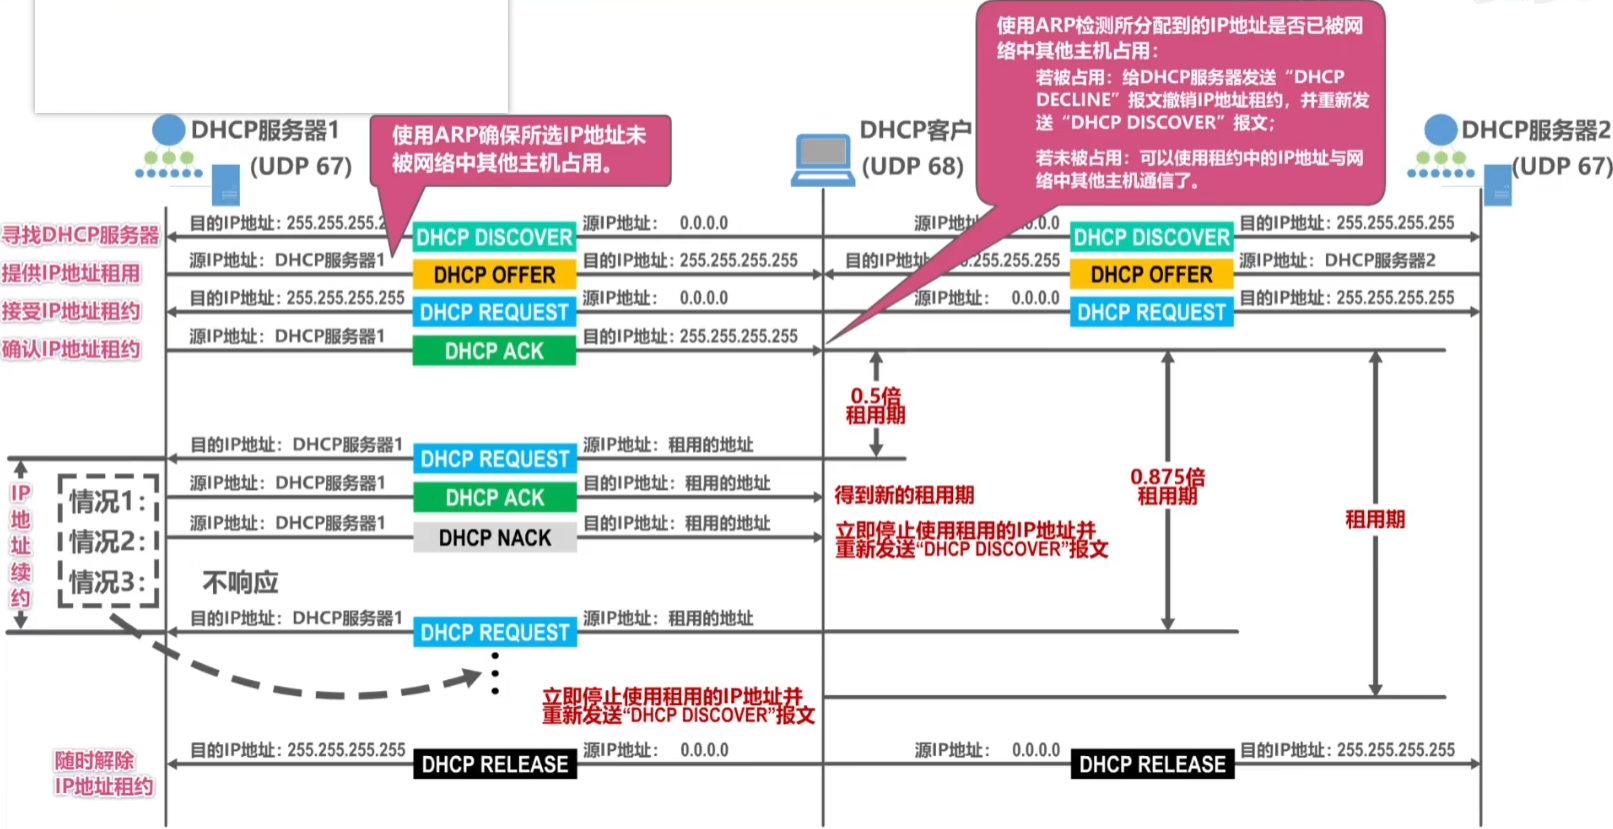 使用ARP检测所分配到的IP地址是否已被网
络中其他主机占用：
若被占用：给DHCP服务器发送“DHCP
DECLINE”报文撤销IP地址租约，并重新发
送“DHCP DISCOVER”报文；
若未被占用：可以使用租约中的IP地址与网
络中其他主机通信了。
DHCP服务器1
(UDP 67)
使用ARP确保所选IP地址未
被网络中其他主机占用。
DHCP客户
(UDP 68)
DHCP服务器2
(UDP 67)
寻找DHCP服务器
目的IP地址：255.255.255.2
DHCP DISCOVER
源IP地址： 0.0.0.0
源IP地
.0.0
DHCP DISCOVER
目的IP地址：255.255.255.255
提供IP地址租用
源IP地址：DHCP服务器1
DHCP OFFER
目的IP地址：255.255.255.255
目的IP地址
.255.255.255
DHCP OFFER
源IP地址：DHCP服务器2
接受IP地址租约
目的IP地址：255.255.255.255
DHCP REQUEST
源IP地址： 0.0.0.0
源IP地址： 0.0.0.0
DHCP REQUEST
目的IP地址：255.255.255.255
确认IP地址租约
源IP地址：DHCP服务器1
DHCP ACK
目的IP地址：255.255.255.255
0.5倍
租用期
0.875倍
租用期
租用期
目的IP地址：DHCP服务器1
DHCP REQUEST
源IP地址：租用的地址
IP地址续约
情况1：
源IP地址：DHCP服务器1
DHCP ACK
目的IP地址：租用的地址
得到新的租用期
情况2：
源IP地址：DHCP服务器1
DHCP NACK
目的IP地址：租用的地址
立即停止使用租用的IP地址并
重新发送“DHCP DISCOVER”报文
情况3：
不响应
目的IP地址：DHCP服务器1
DHCP REQUEST
源IP地址：租用的地址
立即停止使用租用的IP地址并
重新发送“DHCP DISCOVER”报文
随时解除
IP地址租约
目的IP地址：255.255.255.255
DHCP RELEASE
源IP地址： 0.0.0.0
源IP地址： 0.0.0.0
DHCP RELEASE
目的IP地址：255.255.255.255